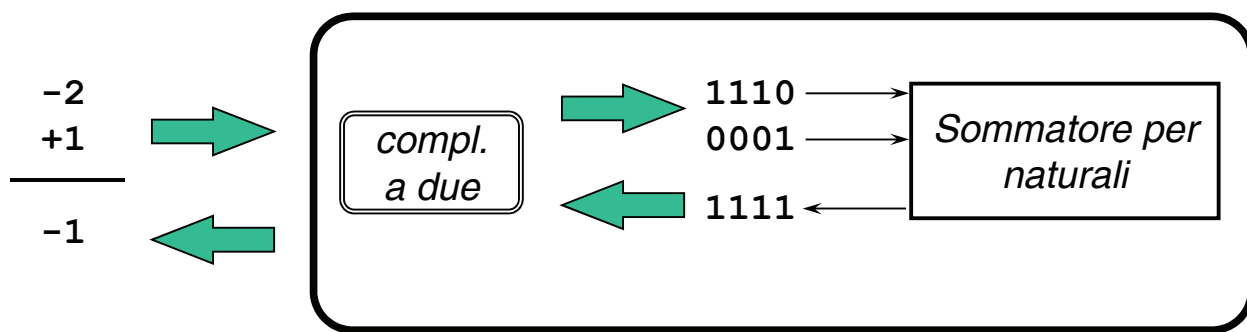 -2
+1
-1
compl.
a due
1110
0001
1111
Sommatore per
naturali